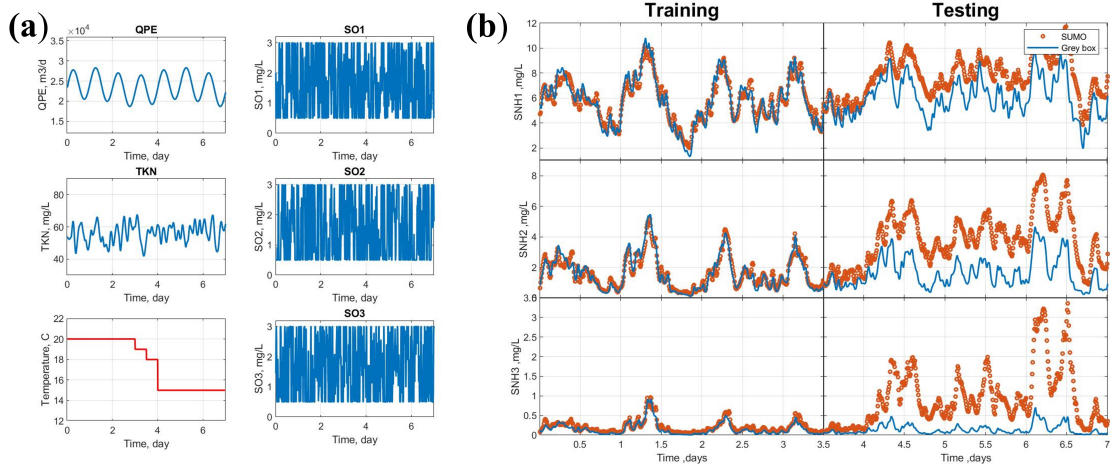 (a)
QPE
×10⁴
3.5
3
2.5
2
1.5
QPE, m3/d
0 2 4 6
Time, day
SO1
3
2
1
0
SO1, mg/L
0 2 4 6
Time, day
TKN
80
60
40
TKN, mg/L
0 2 4 6
Time, day
SO2
3
2
1
0
SO2, mg/L
0 2 4 6
Time, day
22
20
18
16
14
12
Temperature, C
0 2 4 6
Time, day
SO3
3
2
1
0
SO3, mg/L
0 2 4 6
Time, day
(b)
Training
Testing
SUMO
Grey box
12
10
8
6
4
2
SNH1 ,mg/L
8
6
4
2
SNH2 ,mg/L
3
2.5
2
1.5
1
0.5
0
SNH3 ,mg/L
0.5 1 1.5 2 2.5 3 3.5 4 4.5 5 5.5 6 6.5 7
Time ,days
Time ,days